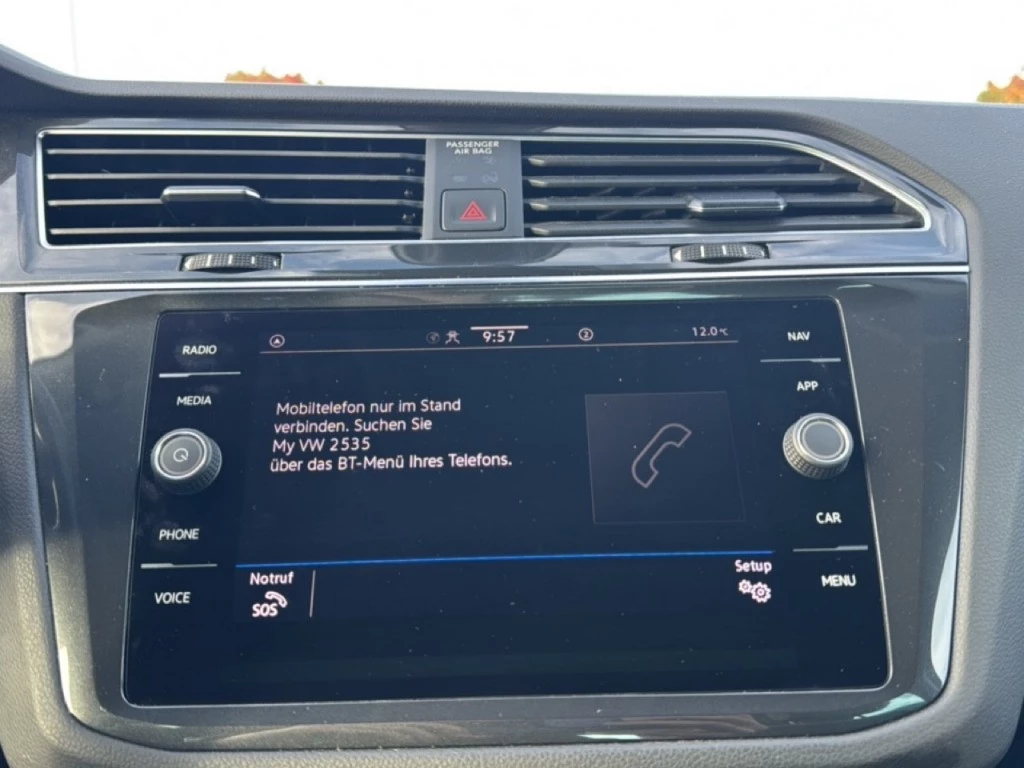 PASSENGER
AIR BAG
RADIO
MEDIA
PHONE
VOICE
9:57
2
12.0°C
Mobiltelefon nur im Stand
verbinden. Suchen Sie
My VW 2535
über das BT-Menü Ihres Telefons.
Notruf
SOS
Setup
NAV
APP
CAR
MENU